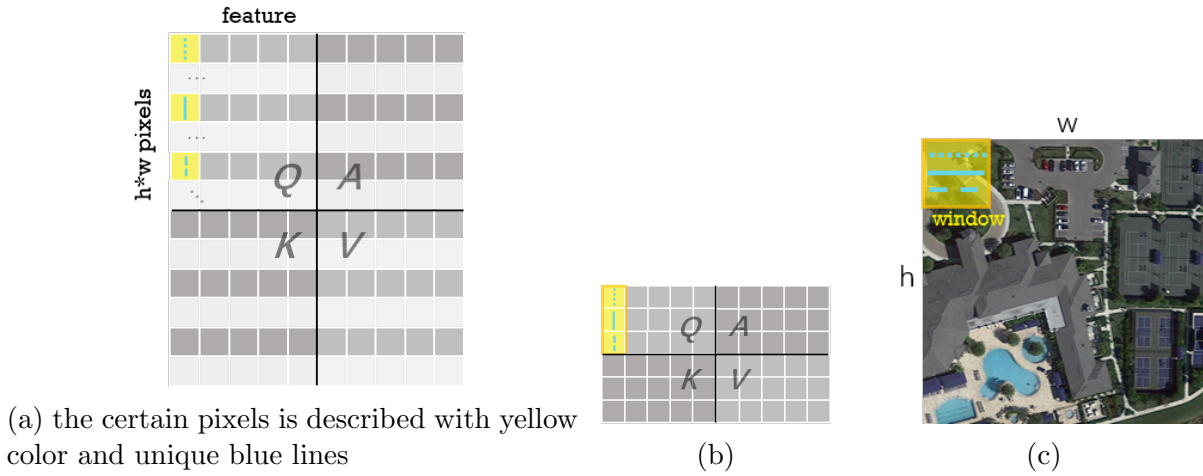 feature
h*w pixels
...
...
...
Q A
K V
(a) the certain pixels is described with yellow
color and unique blue lines
Q A
K V
(b)
w
window
h
(c)